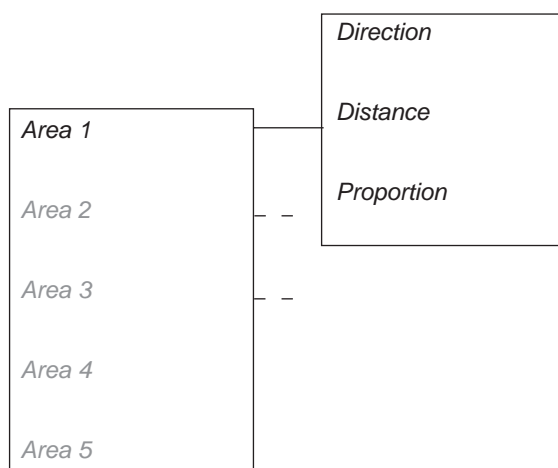 Direction
Distance
Proportion
Area 1
Area 2
Area 3
Area 4
Area 5